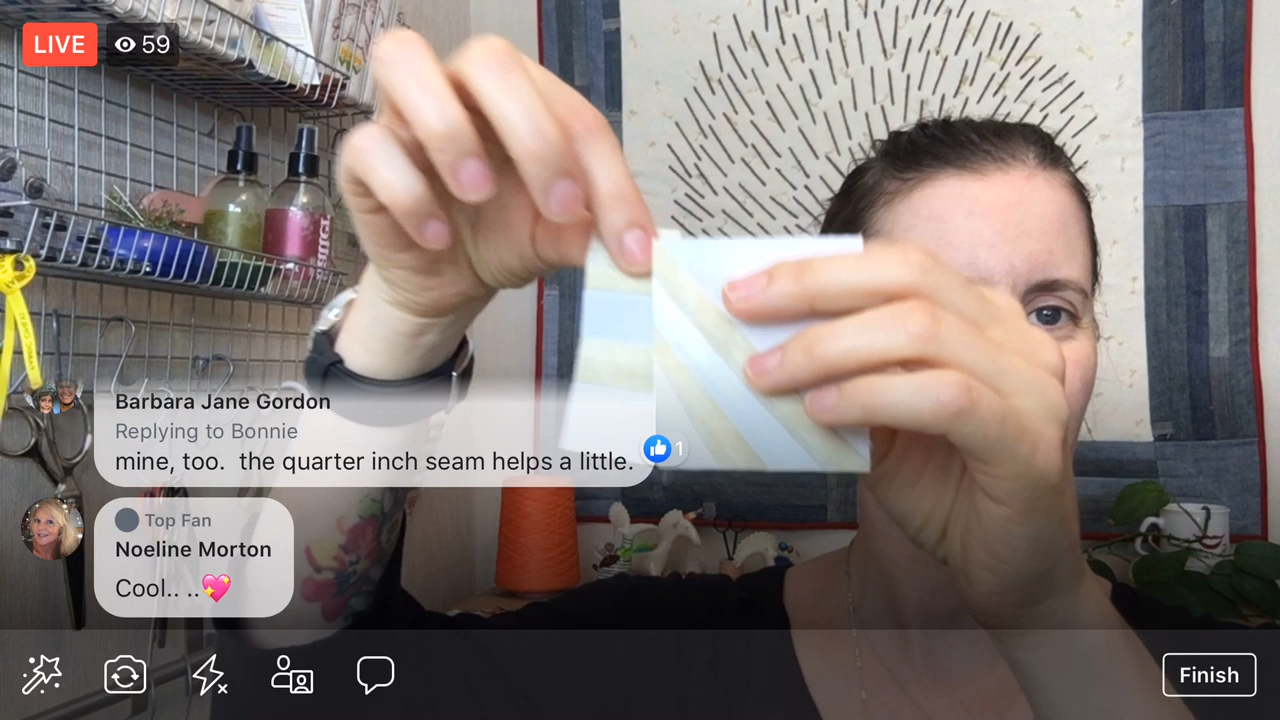 LIVE
59
Barbara Jane Gordon
Replying to Bonnie
mine, too. the quarter inch seam helps a little.
1
Top Fan
Noeline Morton
Cool.. ..💖
Finish